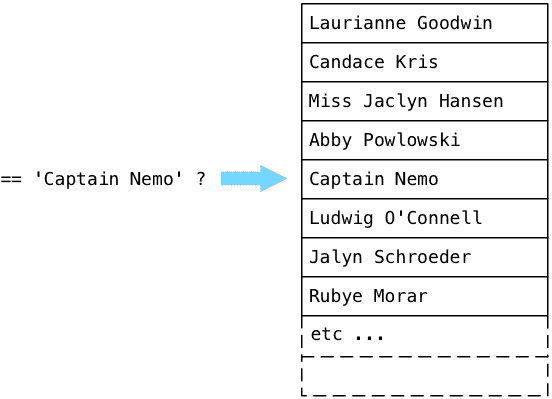 Laurianne Goodwin
Candace Kris
Miss Jaclyn Hansen
Abby Powlowski
== 'Captain Nemo' ?
Captain Nemo
Ludwig O'Connell
Jalyn Schroeder
Rubye Morar
etc ...